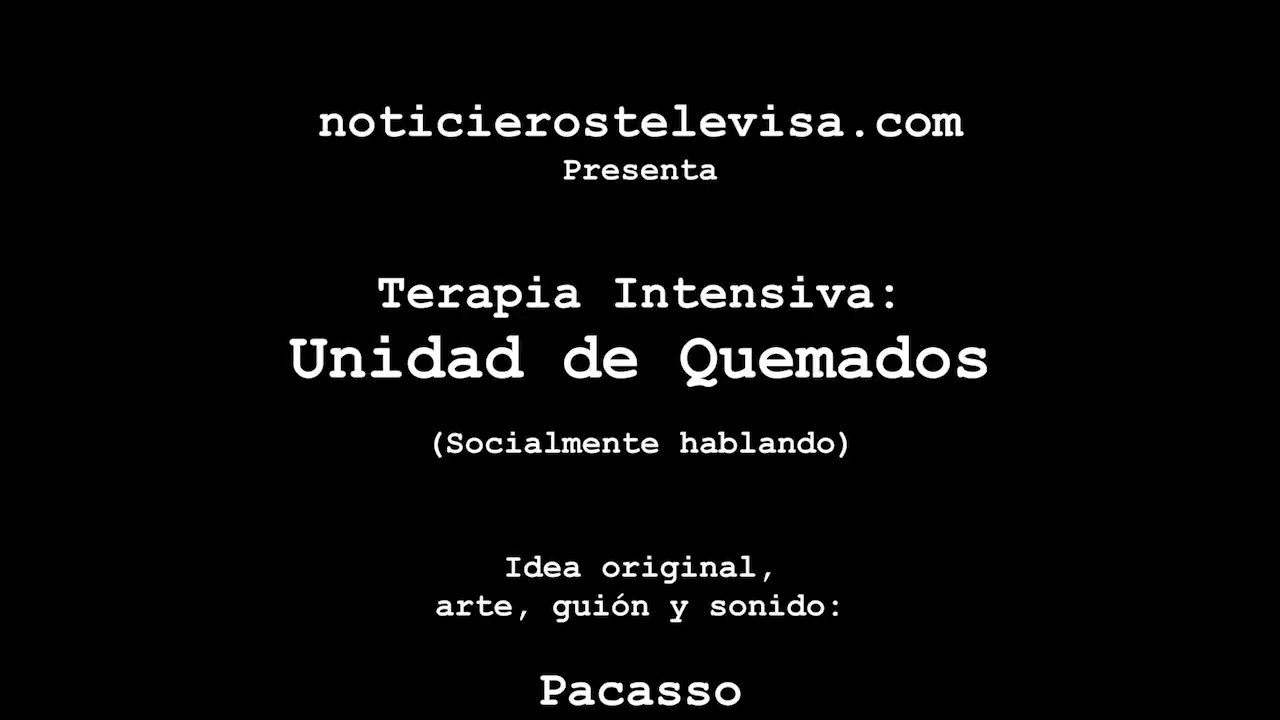 noticierostelevisa.com
Presenta
Terapia Intensiva:
Unidad de Quemados
(Socialmente hablando)
Idea original,
arte, guión y sonido:
Pacasso